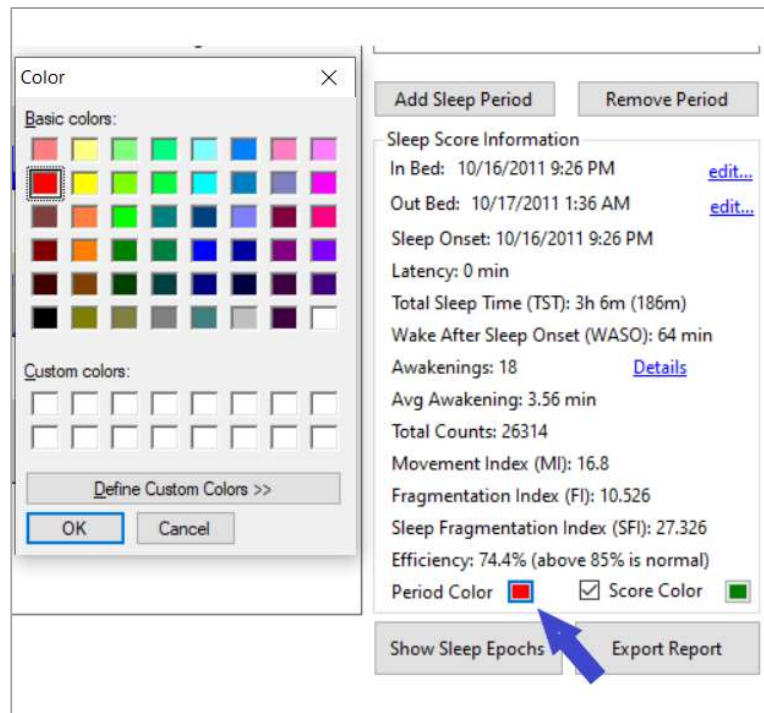 Color
Basic colors:
Custom colors:
Define Custom Colors >>
OK Cancel
Add Sleep Period Remove Period
Sleep Score Information
In Bed: 10/16/2011 9:26 PM edit...
Out Bed: 10/17/2011 1:36 AM edit...
Sleep Onset: 10/16/2011 9:26 PM
Latency: 0 min
Total Sleep Time (TST): 3h 6m (186m)
Wake After Sleep Onset (WASO): 64 min
Awakenings: 18 Details
Avg Awakening: 3.56 min
Total Counts: 26314
Movement Index (MI): 16.8
Fragmentation Index (FI): 10.526
Sleep Fragmentation Index (SFI): 27.326
Efficiency: 74.4% (above 85% is normal)
Period Color Score Color
Show Sleep Epochs Export Report